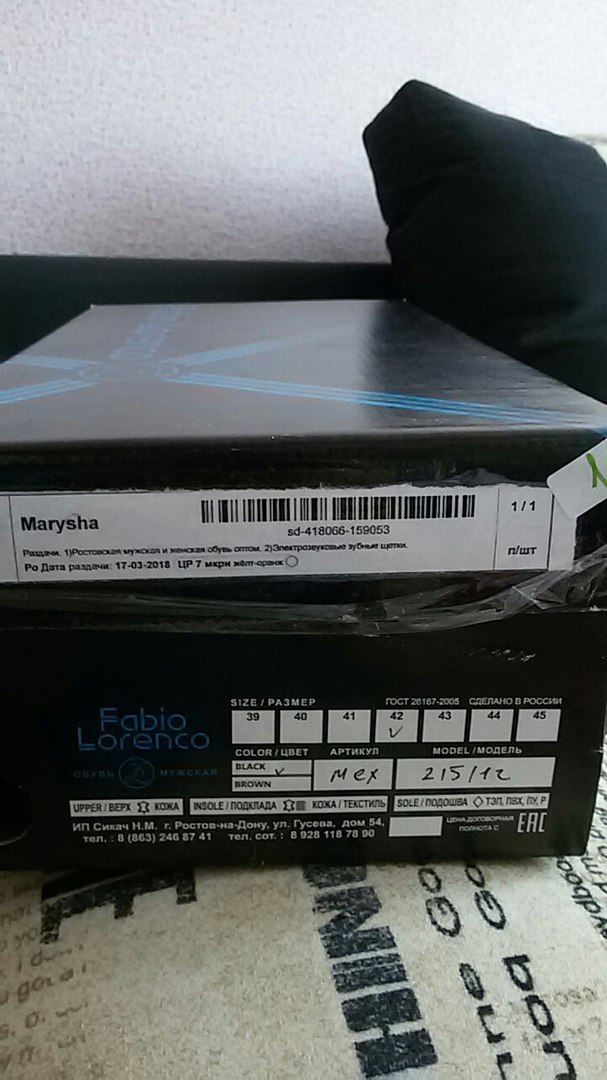 Marysha
sd-418066-159053
1 / 1
Раздачи. 1)Ростовская мужская и женская обувь оптом. 2)Электрозвуковые зубные щетки.
п/шт
Ро Дата раздачи: 17-03-2018 ЦР 7 мкрн жёлт-оранж
SIZE / РАЗМЕР ГОСТ 26167-2005 СДЕЛАНО В РОССИИ
39 40 41 42 43 44 45
Fabio
Lorenco
ОБУВЬ МУЖСКАЯ
COLOR / ЦВЕТ АРТИКУЛ MODEL / МОДЕЛЬ
BLACK
BROWN
мех 215/12
UPPER / ВЕРХ КОЖА INSOLE / ПОДКЛАДА КОЖА / ТЕКСТИЛЬ SOLE / ПОДОШВА ТЭП, ПВХ, ПУ, Р
ИП Сикач Н.М. г. Ростов-на-Дону, ул. Гусева, дом 54,
тел. : 8 (863) 246 87 41 тел. сот. : 8 928 118 78 90
ЦЕНА ДОГОВОРНАЯ
ПОЛНОТА С
EAC